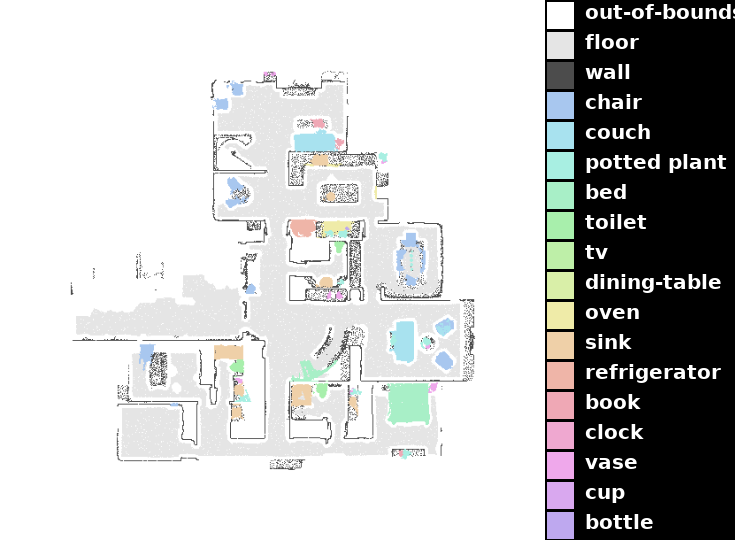 out-of-bounds
floor
wall
chair
couch
potted plant
bed
toilet
tv
dining-table
oven
sink
refrigerator
book
clock
vase
cup
bottle